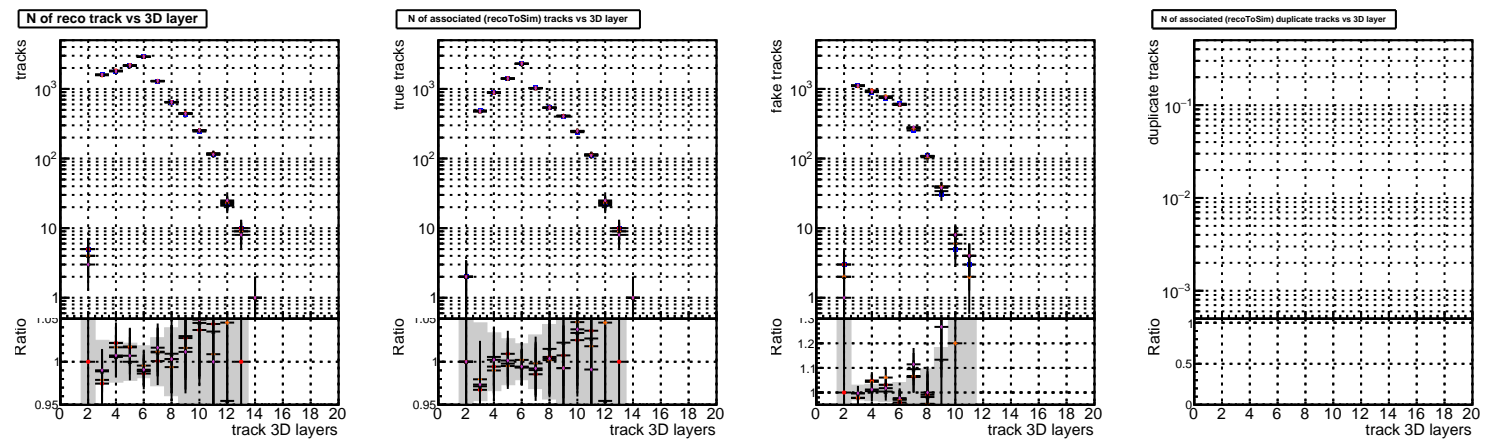 N of reco track vs 3D layer
tracks
10³
10²
10
1
1.05
Ratio
1
0.95
0 2 4 6 8 10 12 14 16 18 20
track 3D layers
N of associated (recoToSim) tracks vs 3D layer
true tracks
10³
10²
10
1
1.05
Ratio
1
0.95
0 2 4 6 8 10 12 14 16 18 20
track 3D layers
fake tracks
10³
10²
10
1
1.3
Ratio
1.2
1.1
1
0 2 4 6 8 10 12 14 16 18 20
track 3D layers
N of associated (recoToSim) duplicate tracks vs 3D layer
duplicate tracks
10⁻¹
10⁻²
10⁻³
Ratio
1
0.5
0
0 2 4 6 8 10 12 14 16 18 20
track 3D layers